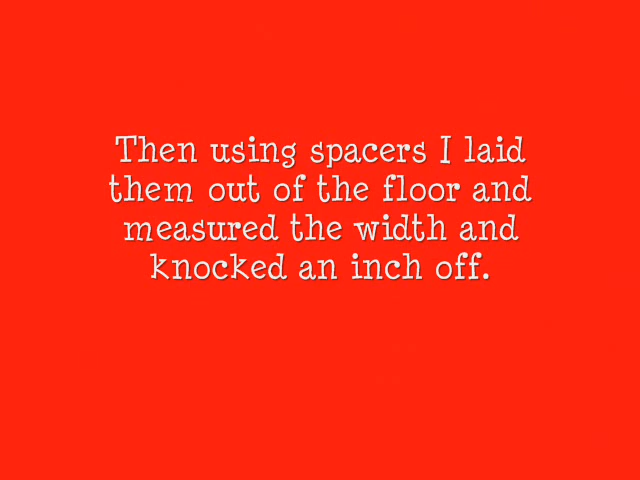 Then using spacers I laid
them out of the floor and
measured the width and
knocked an inch off.